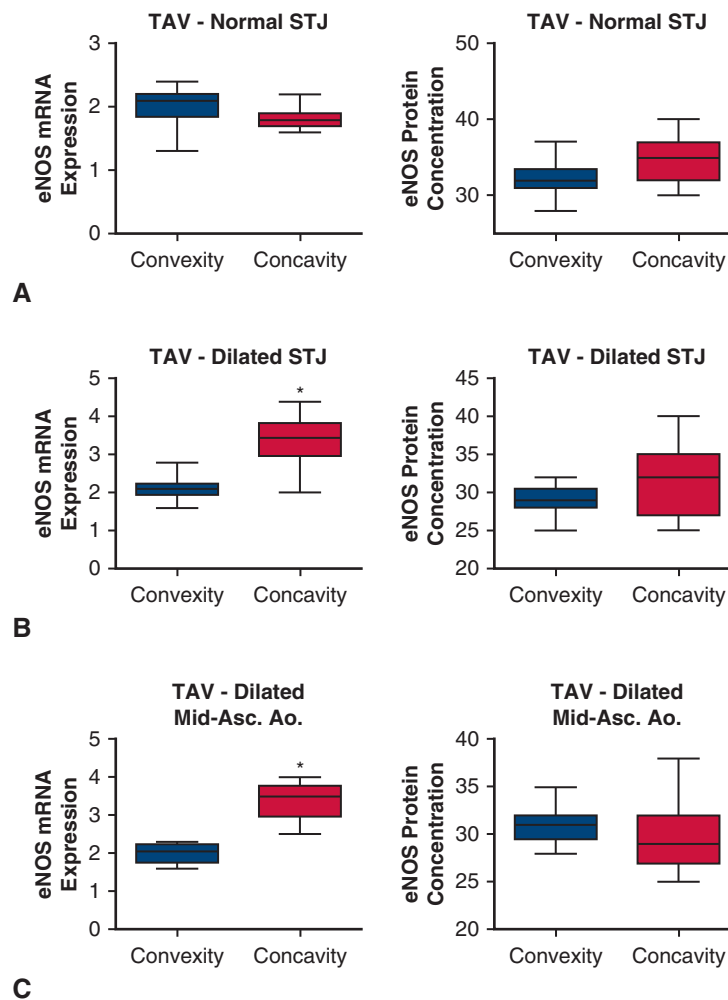 TAV - Normal STJ
eNOS mRNA
Expression
3
2
1
0
Convexity Concavity
TAV - Normal STJ
eNOS Protein
Concentration
50
40
30
Convexity Concavity
A
TAV - Dilated STJ
eNOS mRNA
Expression
5
4
3
2
1
0
*
Convexity Concavity
TAV - Dilated STJ
eNOS Protein
Concentration
45
40
35
30
25
20
Convexity Concavity
B
TAV - Dilated
Mid-Asc. Ao.
eNOS mRNA
Expression
5
4
3
2
1
0
*
Convexity Concavity
TAV - Dilated
Mid-Asc. Ao.
eNOS Protein
Concentration
40
35
30
25
20
Convexity Concavity
C